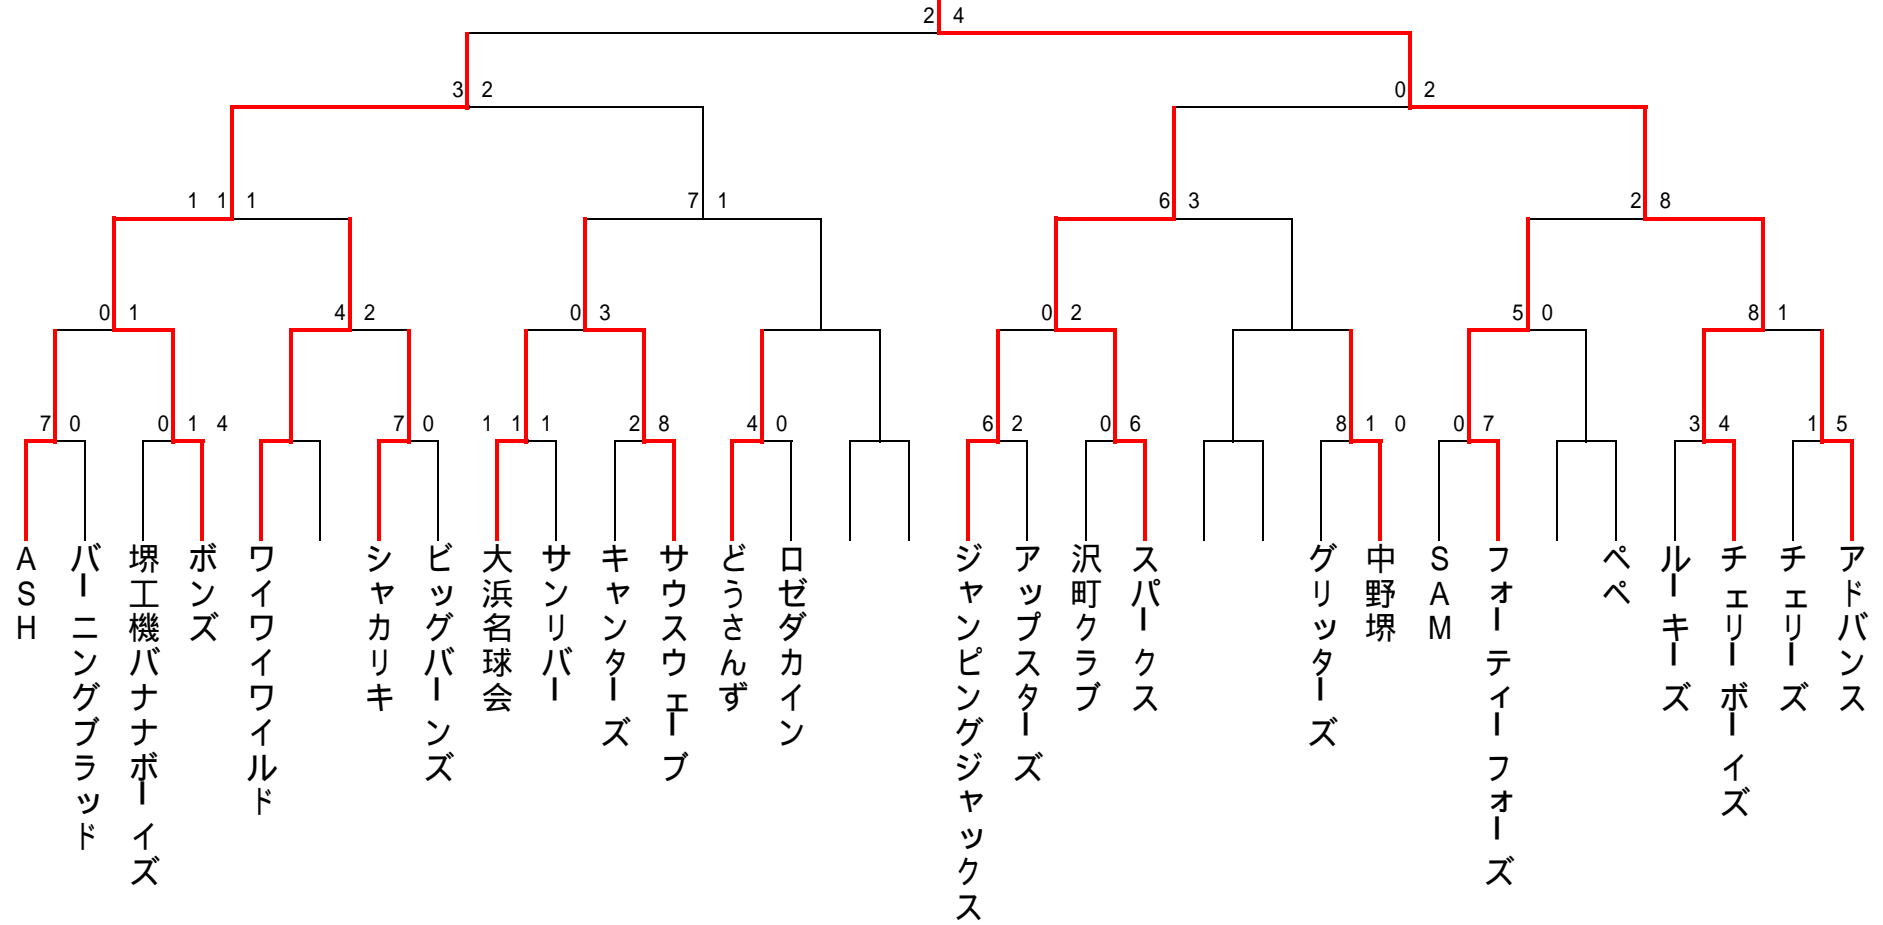 2 4
3 2
0 2
1 1 1
7 1
6 3
2 8
0 1
4 2
0 3
0 2
5 0
8 1
7 0
0 1 4
7 0
1 1 1
2 8
4 0
6 2
0 6
8 1 0
0 7
3 4
1 5
ASH
バーニングブラッド
堺工機バナナボーイズ
ボンズ
ワイワイワイルド
シャカリキ
ビッグバーンズ
大浜名球会
サンリバー
キャンターズ
サウスウェーブ
どうさんず
ロゼダカイン
ジャンピングジャックス
アップスターズ
沢町クラブ
スパークス
グリッターズ
中野堺
SAM
フォーティーフォーズ
ペペ
ルーキーズ
チェリーボーイズ
チェリーズ
アドバンス